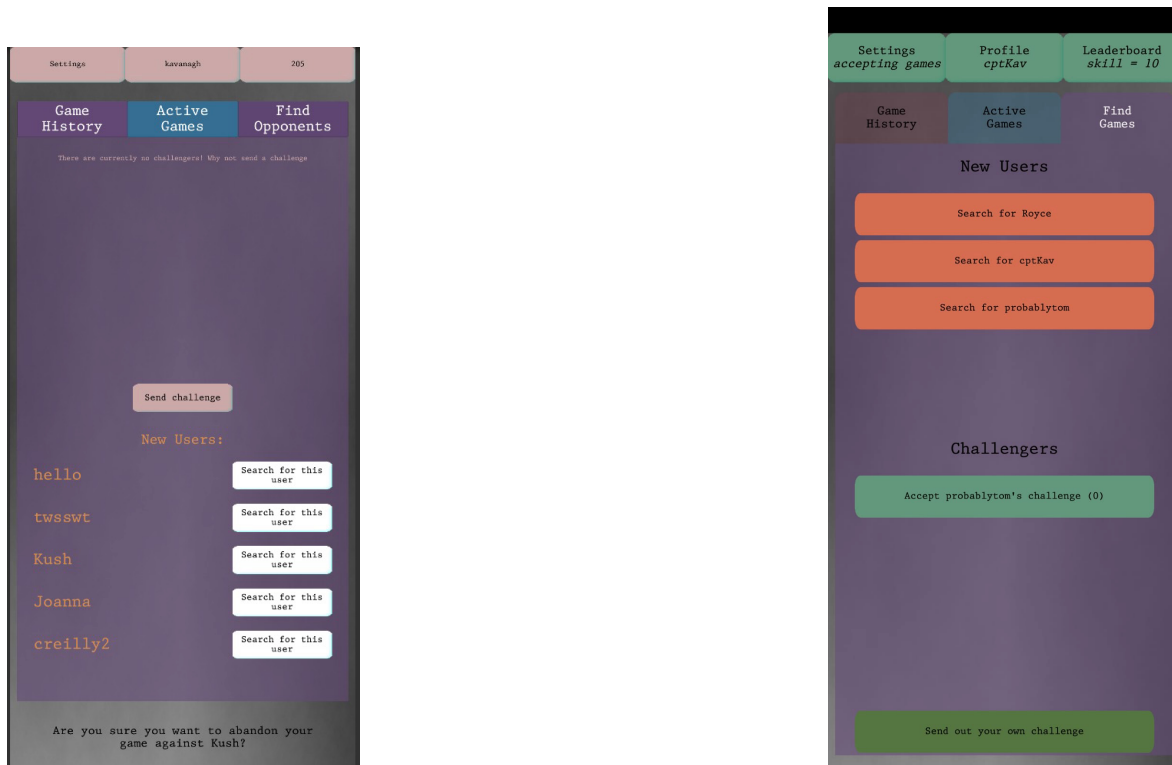 Settings
kavanagh
205
Game
History
Active
Games
Find
Opponents
There are currently no challengers! Why not send a challenge
Send challenge
New Users:
hello
Search for this
user
twsswt
Search for this
user
Kush
Search for this
user
Joanna
Search for this
user
creilly2
Search for this
user
Are you sure you want to abandon your
game against Kush?
Settings
accepting games
Profile
cptKav
Leaderboard
skill = 10
Game
History
Active
Games
Find
Games
New Users
Search for Royce
Search for cptKav
Search for probablytom
Challengers
Accept probablytom's challenge (0)
Send out your own challenge